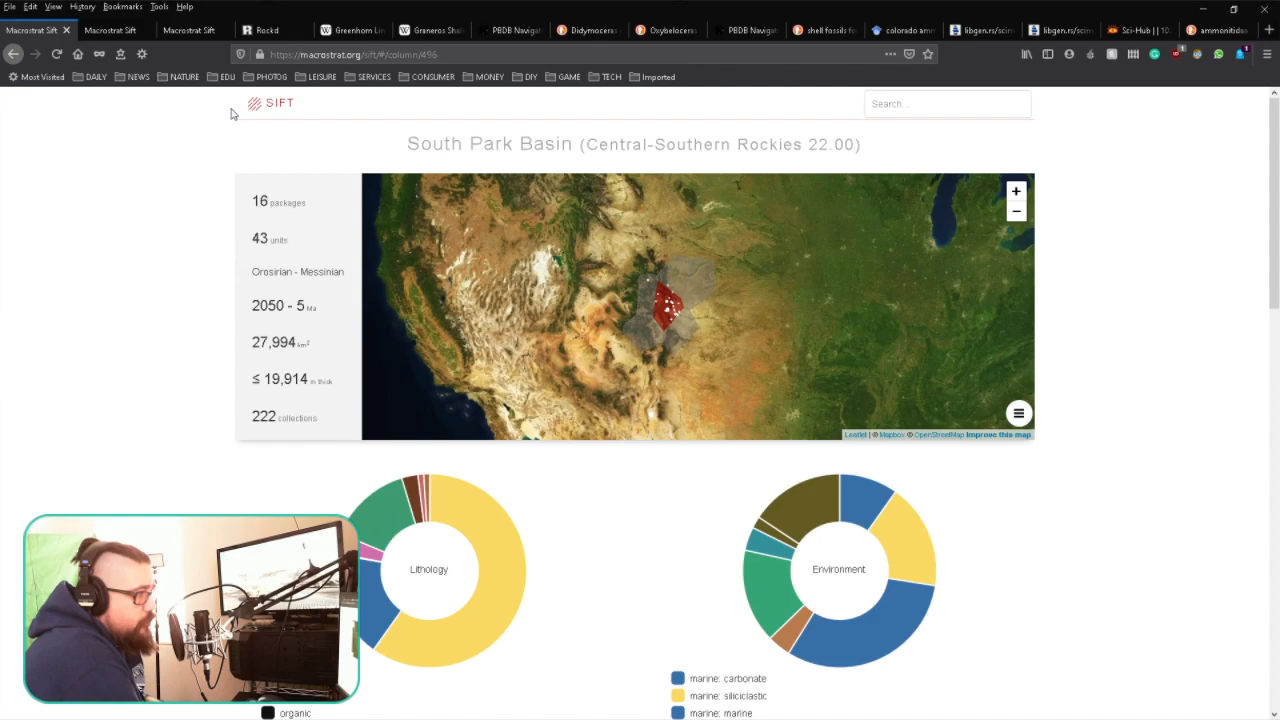 File Edit View History Bookmarks Tools Help
Macrostrat Sift Macrostrat Sift Macrostrat Sift Rockd Greenhorn Lim Graneros Shal PBDB Navigat Didymoceras Oxybeloceras PBDB Navigat shell fossils fo colorado amm libgen.rs/scim libgen.rs/scim Sci-Hub | 10. ammonitidas
https://macrostrat.org/sift/#/column/496
Most Visited DAILY NEWS NATURE EDU PHOTOG LEISURE SERVICES CONSUMER MONEY DIY GAME TECH Imported
SIFT
Search...
South Park Basin (Central-Southern Rockies 22.00)
16 packages
43 units
Orosirian - Messinian
2050 - 5 Ma
27,994 km²
≤ 19,914 m thick
222 collections
+
−
Leaflet | © Mapbox © OpenStreetMap Improve this map
Lithology
Environment
organic
marine: carbonate
marine: siliciclastic
marine: marine